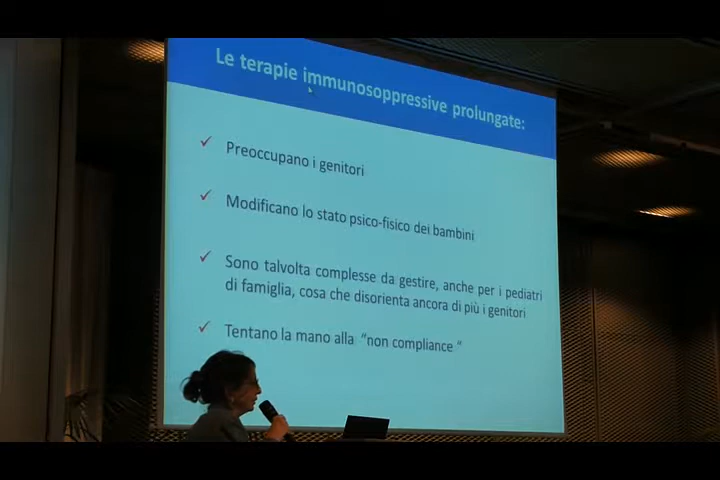 Le terapie immunosoppressive prolungate:
✓ Preoccupano i genitori
✓ Modificano lo stato psico-fisico dei bambini
✓ Sono talvolta complesse da gestire, anche per i pediatri
di famiglia, cosa che disorienta ancora di più i genitori
✓ Tentano la mano alla "non compliance"